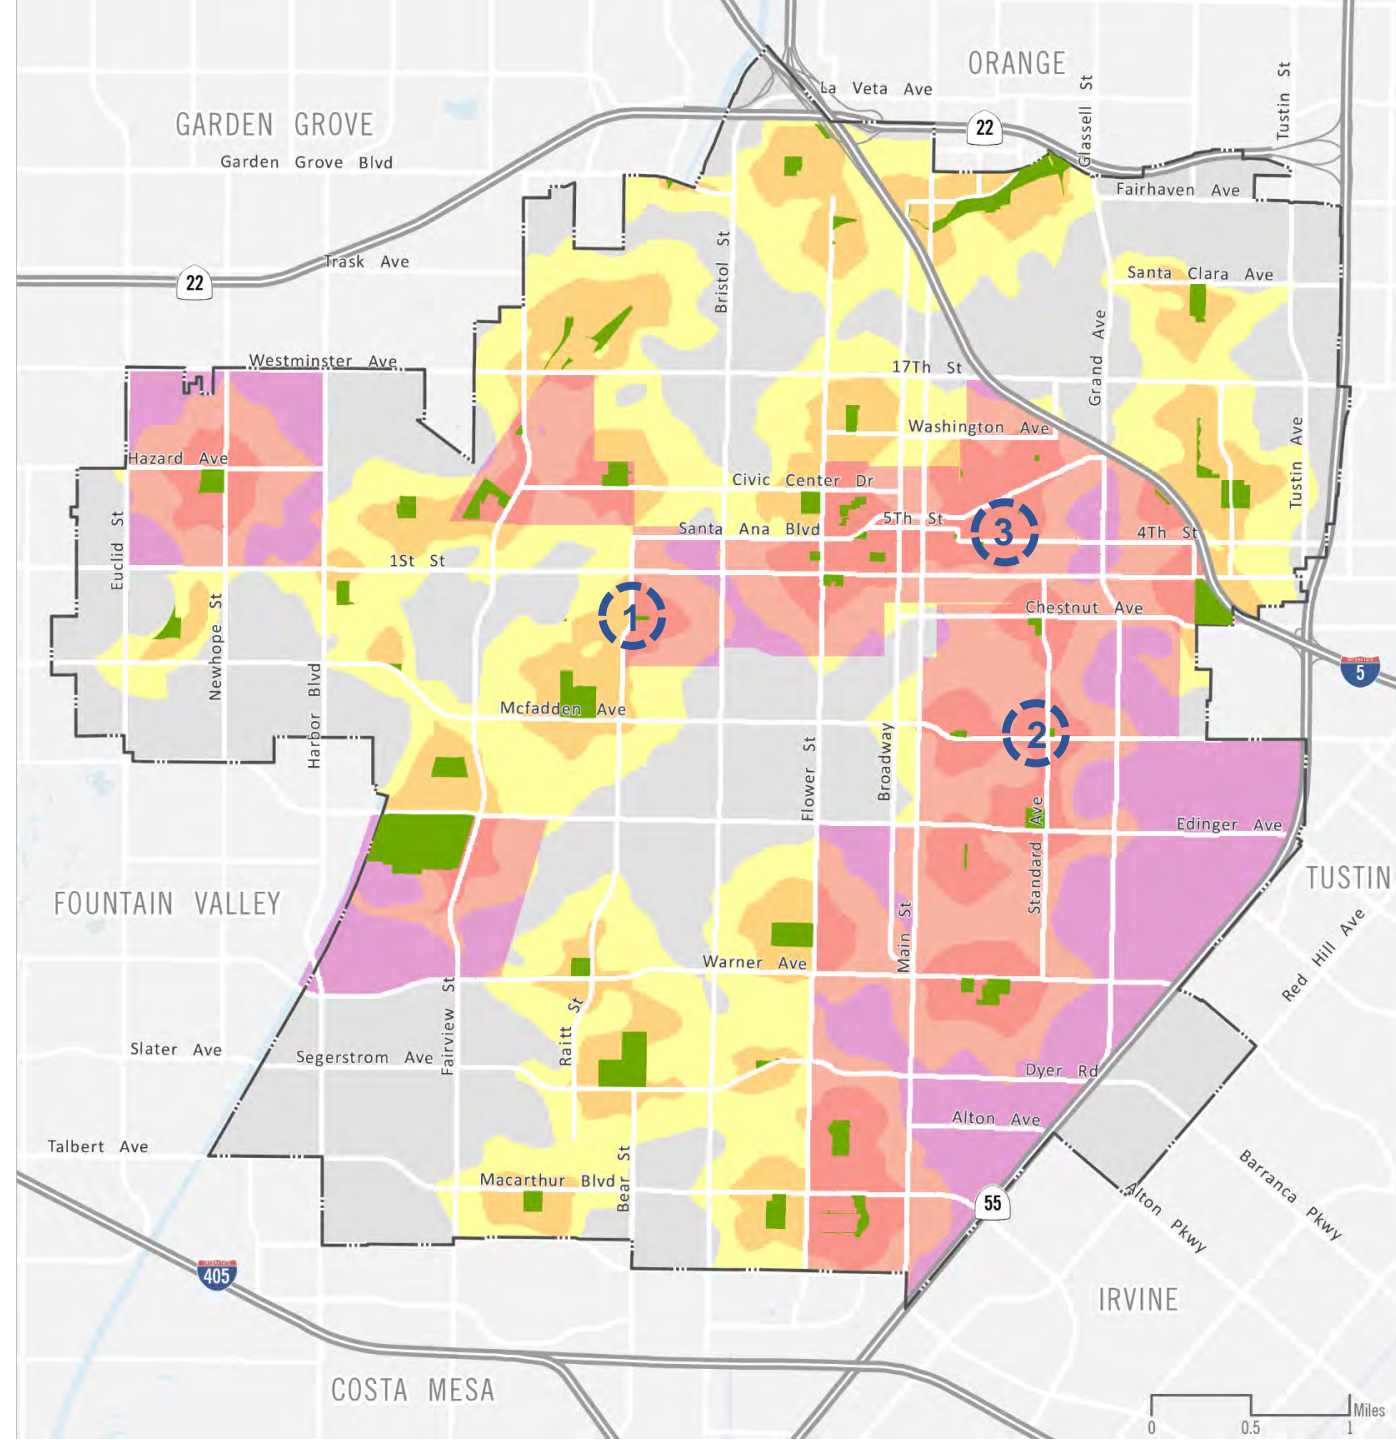 ORANGE
La Veta Ave
Glassell St
Tustin St
GARDEN GROVE
22
Garden Grove Blvd
Fairhaven Ave
Trask Ave
22
Bristol St
Santa Clara Ave
Grand Ave
Westminster Ave
17Th St
Washington Ave
Tustin Ave
Hazard Ave
Civic Center Dr
5Th St
Santa Ana Blvd
3
4Th St
Euclid St
1St St
1
Chestnut Ave
Newhope St
Harbor Blvd
INTERSTATE
5
Mcfadden Ave
2
Flower St
Broadway
Standard Ave
Edinger Ave
TUSTIN
FOUNTAIN VALLEY
Main St
Red Hill Ave
Warner Ave
Fairview St
Raitt St
Slater Ave
Segerstrom Ave
Dyer Rd
Alton Ave
Talbert Ave
Bear St
Macarthur Blvd
55
Alton Pkwy
Barranca Pkwy
INTERSTATE
405
IRVINE
COSTA MESA
Miles
0
0.5
1